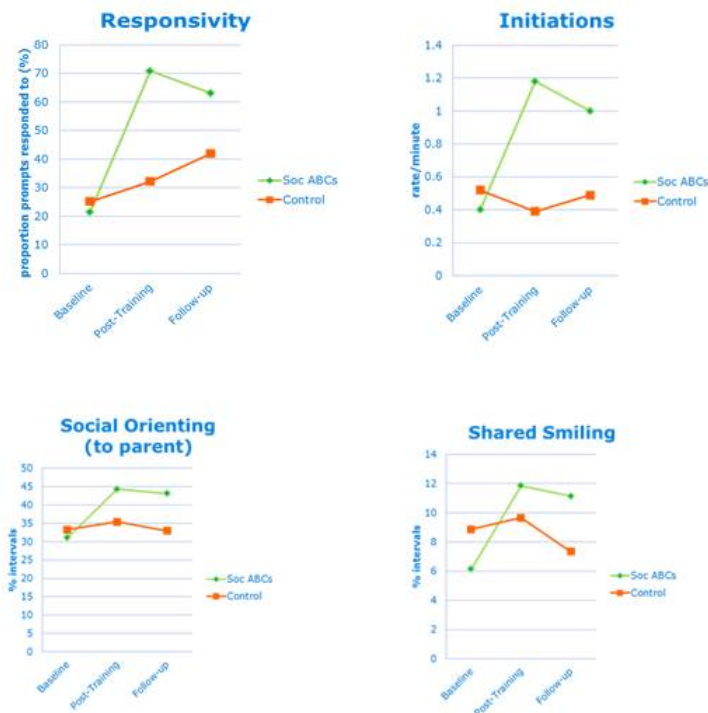 Responsivity
proportion prompts responded to (%)
80
70
60
50
40
30
20
10
0
Baseline
Post-Training
Follow-up
Soc ABCs
Control
Initiations
rate/minute
1.4
1.2
1
0.8
0.6
0.4
0.2
0
Baseline
Post-Training
Follow-up
Soc ABCs
Control
Social Orienting
(to parent)
% intervals
50
45
40
35
30
25
20
15
10
5
0
Baseline
Post-Training
Follow-up
Soc ABCs
Control
Shared Smiling
% intervals
14
12
10
8
6
4
2
0
Baseline
Post-Training
Follow-up
Soc ABCs
Control